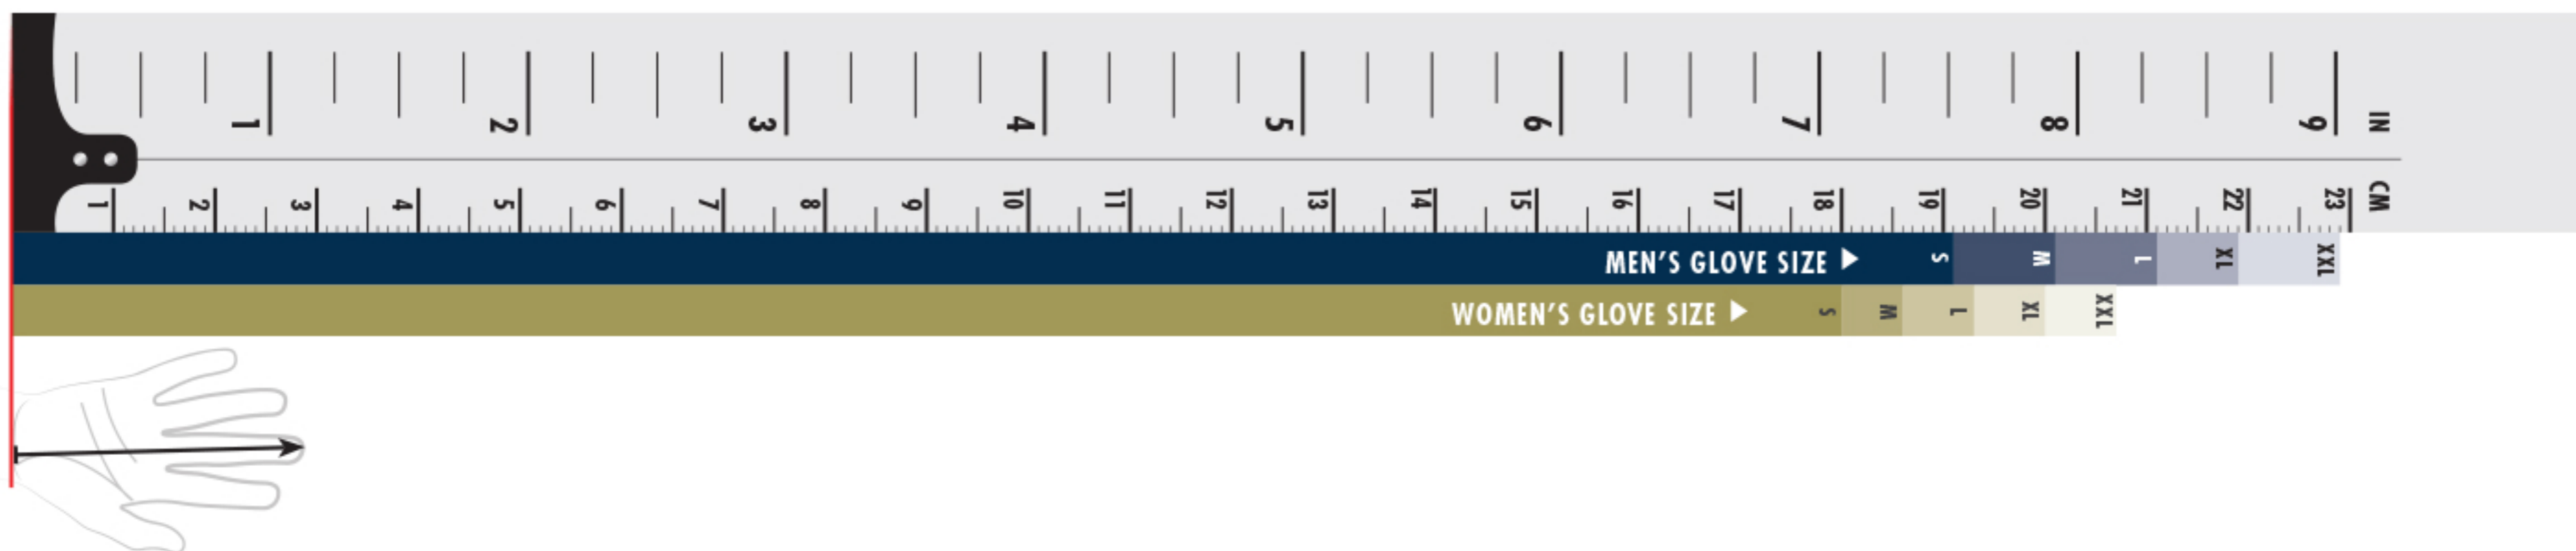 1 2 3 4 5 6 7 8 9 IN
1 2 3 4 5 6 7 8 9 10 11 12 13 14 15 16 17 18 19 20 21 22 23 CM
MEN'S GLOVE SIZE ▶ S M L XL XXL
WOMEN'S GLOVE SIZE ▶ S M L XL XXL